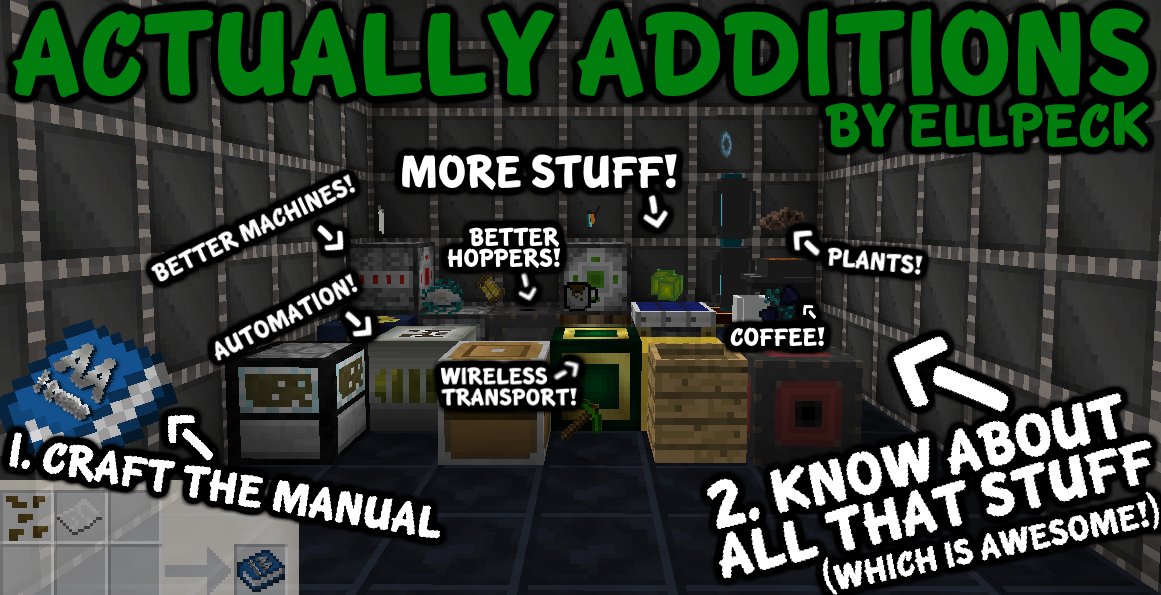 ACTUALLY ADDITIONS
BY ELLPECK
MORE STUFF!
BETTER MACHINES!
BETTER
HOPPERS!
PLANTS!
AUTOMATION!
COFFEE!
WIRELESS
TRANSPORT!
AA
1. CRAFT THE MANUAL
2. KNOW ABOUT
ALL THAT STUFF
(WHICH IS AWESOME!)